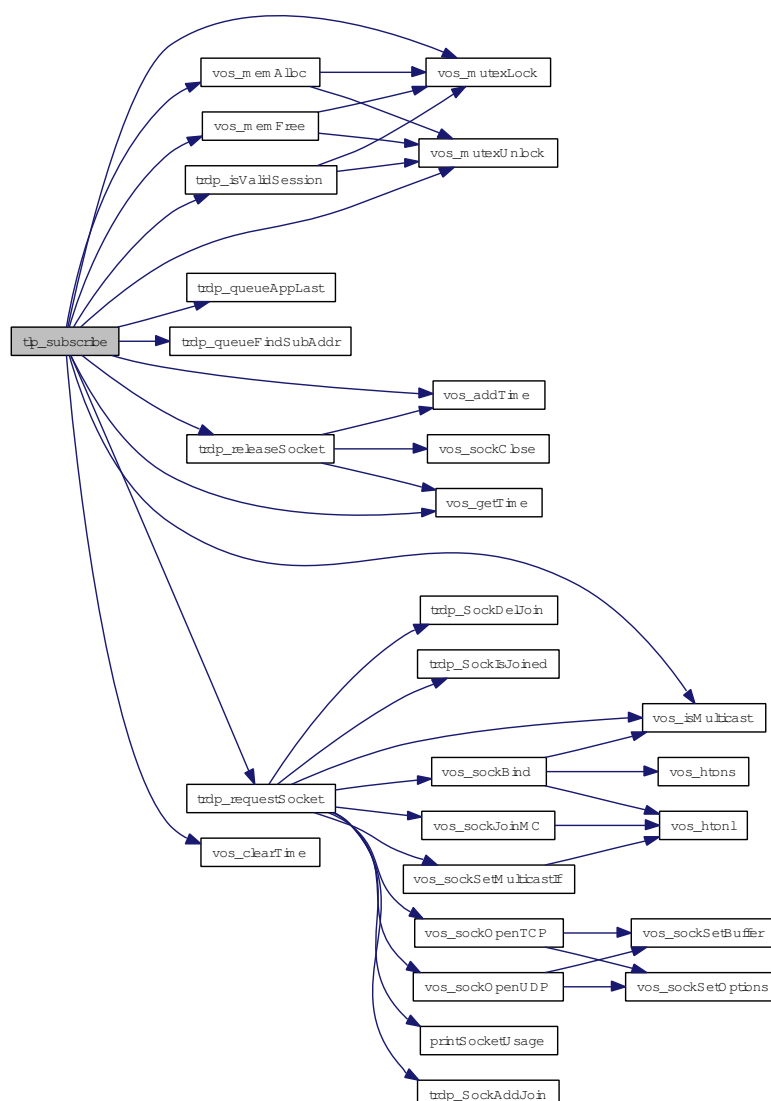 vos_memAlloc
vos_mutexLock
vos_memFree
vos_mutexUnlock
trdp_isValidSession
trdp_queueAppLast
tlp_subscribe
trdp_queueFindSubAddr
vos_addTime
trdp_releaseSocket
vos_sockClose
vos_getTime
trdp_SockDelJoin
trdp_SockIsJoined
vos_isMulticast
vos_sockBind
vos_htons
trdp_requestSocket
vos_sockJoinMC
vos_htonl
vos_clearTime
vos_sockSetMulticastIf
vos_sockOpenTCP
vos_sockSetBuffer
vos_sockOpenUDP
vos_sockSetOptions
printSocketUsage
trdp_SockAddJoin